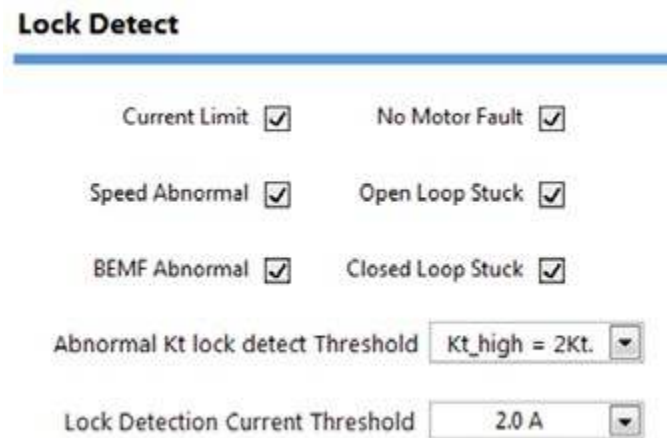 Lock Detect
Current Limit No Motor Fault
Speed Abnormal Open Loop Stuck
BEMF Abnormal Closed Loop Stuck
Abnormal Kt lock detect Threshold Kt_high = 2Kt.
Lock Detection Current Threshold 2.0 A